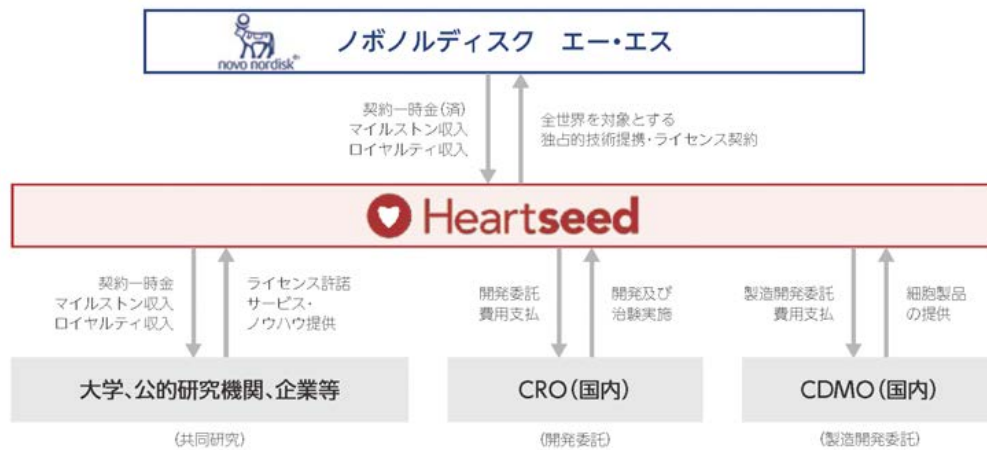 novo nordisk®
ノボノルディスク エー・エス
契約一時金(済)
マイルストン収入
ロイヤルティ収入
全世界を対象とする
独占的技術提携・ライセンス契約
Heartseed
契約一時金
マイルストン収入
ロイヤルティ収入
ライセンス許諾
サービス・
ノウハウ提供
開発委託
費用支払
開発及び
治験実施
製造開発委託
費用支払
細胞製品
の提供
大学、公的研究機関、企業等
CRO(国内)
CDMO(国内)
(共同研究)
(開発委託)
(製造開発委託)